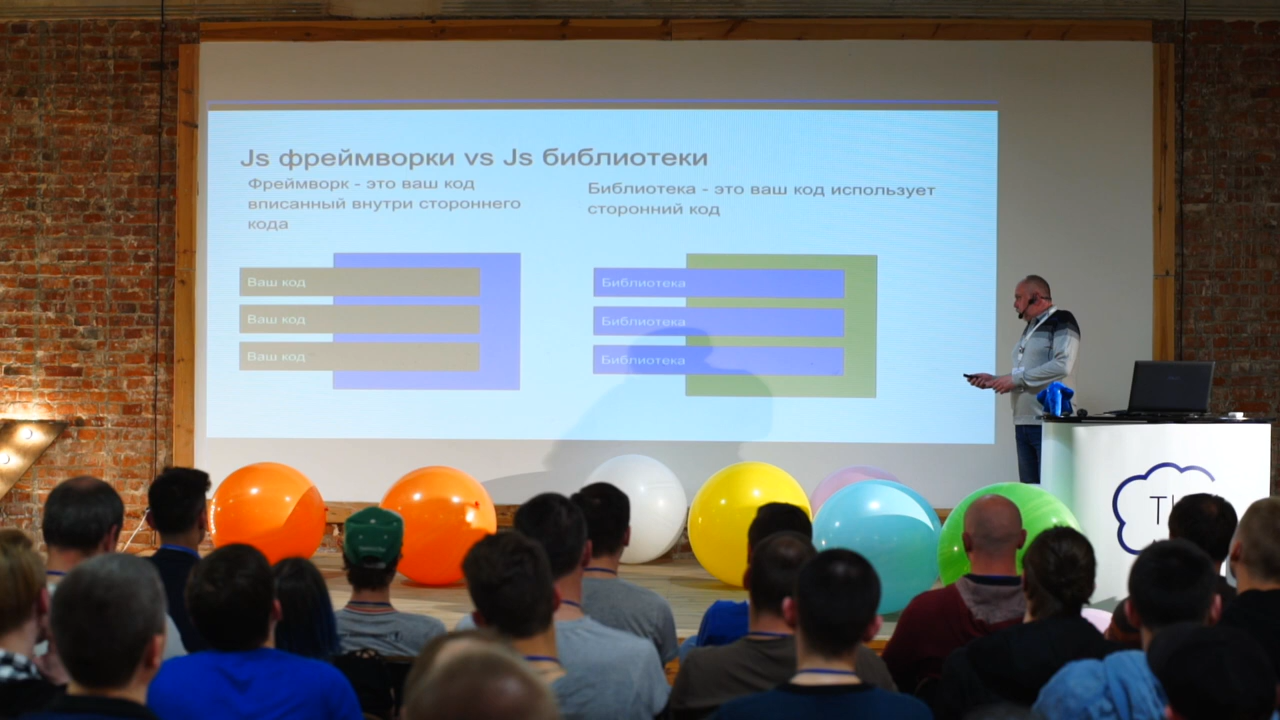 Js фреймворки vs Js библиотеки
Фреймворк - это ваш код
вписанный внутри стороннего
кода
Библиотека - это ваш код использует
сторонний код
Ваш код
Ваш код
Ваш код
Библиотека
Библиотека
Библиотека